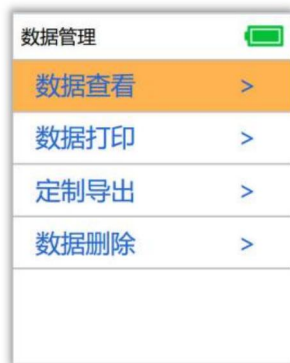 数据管理
数据查看 >
数据打印 >
定制导出 >
数据删除 >